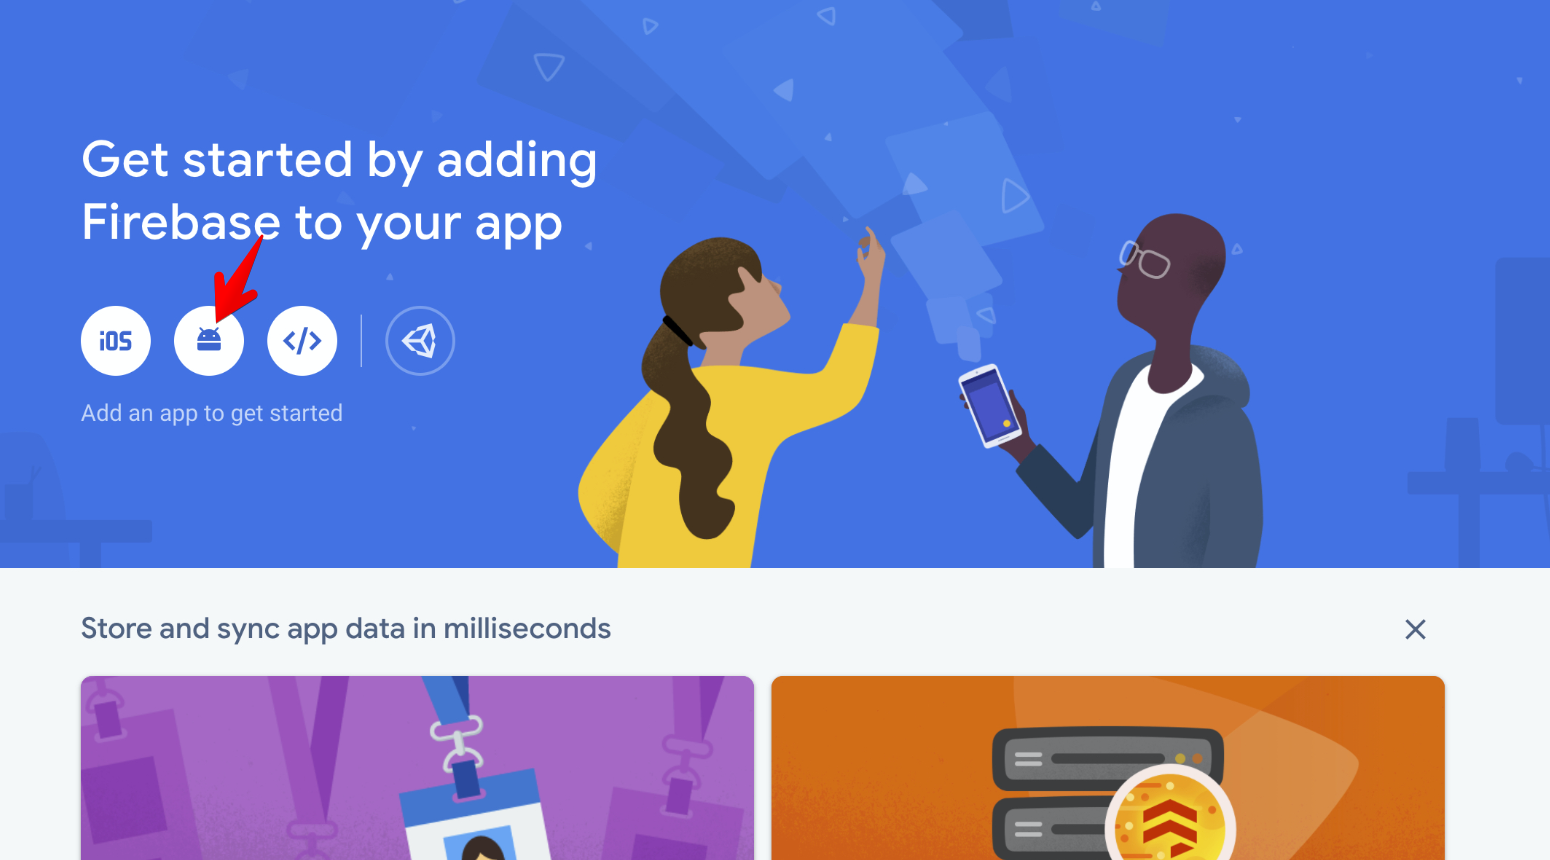 Get started by adding
Firebase to your app
iOS
</>
Add an app to get started
Store and sync app data in milliseconds